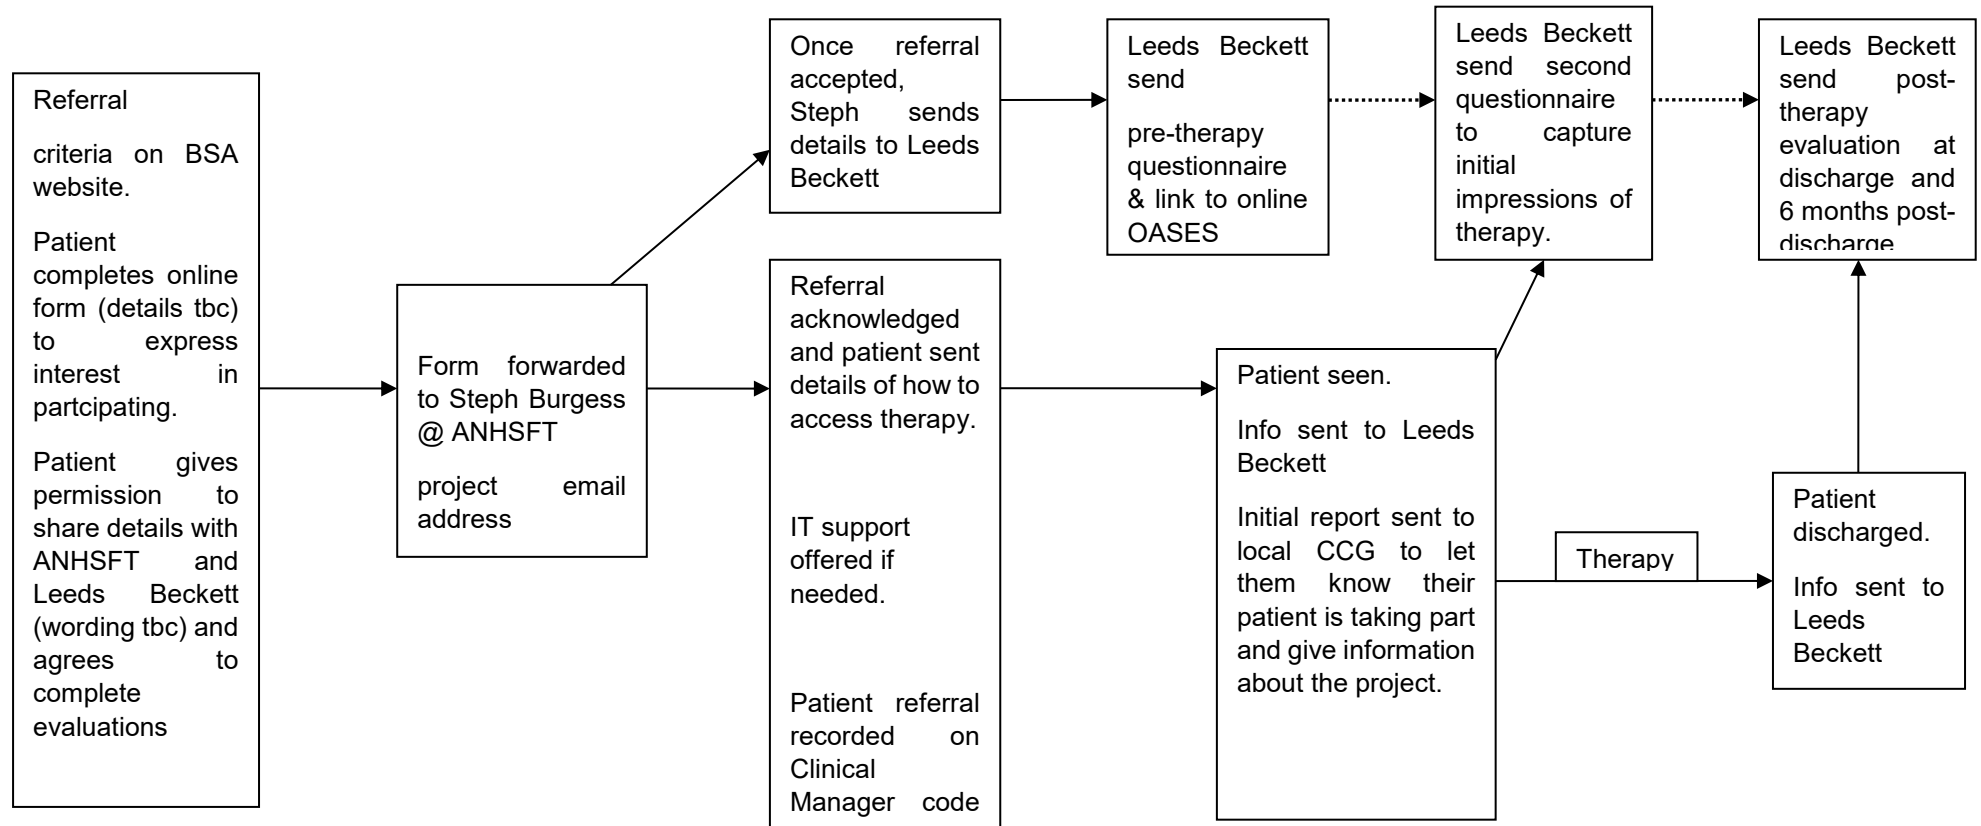 Referral
criteria on BSA
website.
Patient
completes online
form (details tbc)
to express
interest in
partcipating.
Patient gives
permission to
share details with
ANHSFT and
Leeds Beckett
(wording tbc) and
agrees to
complete
evaluations
Form forwarded
to Steph Burgess
@ ANHSFT
project email
address
Once referral
accepted,
Steph sends
details to Leeds
Beckett
Referral
acknowledged
and patient sent
details of how to
access therapy.
IT support
offered if
needed.
Patient referral
recorded on
Clinical
Manager code
Leeds Beckett
send
pre-therapy
questionnaire
& link to online
OASES
Leeds Beckett
send second
questionnaire
to capture
initial
impressions of
therapy.
Patient seen.
Info sent to Leeds
Beckett
Initial report sent to
local CCG to let
them know their
patient is taking part
and give information
about the project.
Therapy
Leeds Beckett
send post-
therapy
evaluation at
discharge and
6 months post-
discharge
Patient
discharged.
Info sent to
Leeds
Beckett